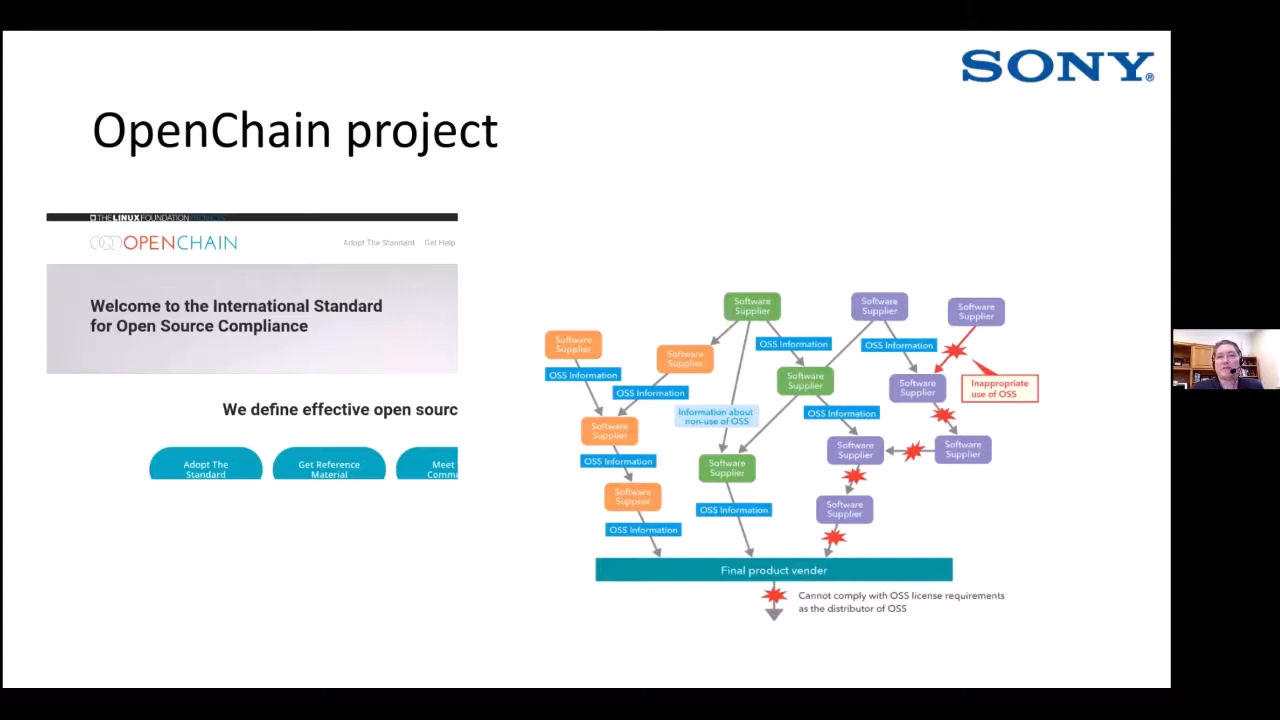 SONY®
OpenChain project
THE LINUX FOUNDATION PROJECTS
OPENCHAIN
Adopt The Standard Get Help
Welcome to the International Standard
for Open Source Compliance
We define effective open sourc
Adopt The
Standard
Get Reference
Material
Meet
Commu
Software
Supplier
Software
Supplier
Software
Supplier
Software
Supplier
OSS Information
OSS Information
Software
Supplier
OSS Information
Software
Supplier
Software
Supplier
Inappropriate
use of OSS
OSS Information
Information about
non-use of OSS
OSS Information
Software
Supplier
Software
Supplier
Software
Supplier
OSS Information
Software
Supplier
Software
Supplier
OSS Information
Software
Supplier
OSS Information
Final product vender
Cannot comply with OSS license requirements
as the distributor of OSS